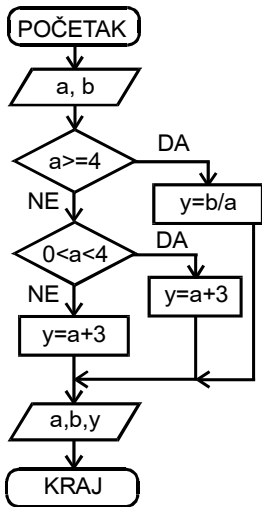 POČETAK
a, b
a>=4
DA
NE
y=b/a
0<a<4
DA
NE
y=a+3
y=a+3
a,b,y
KRAJ